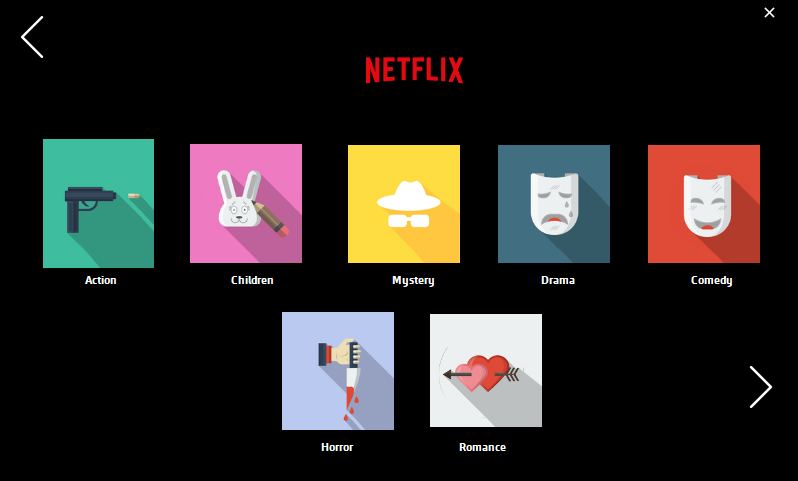 NETFLIX
Action
Children
Mystery
Drama
Comedy
Horror
Romance